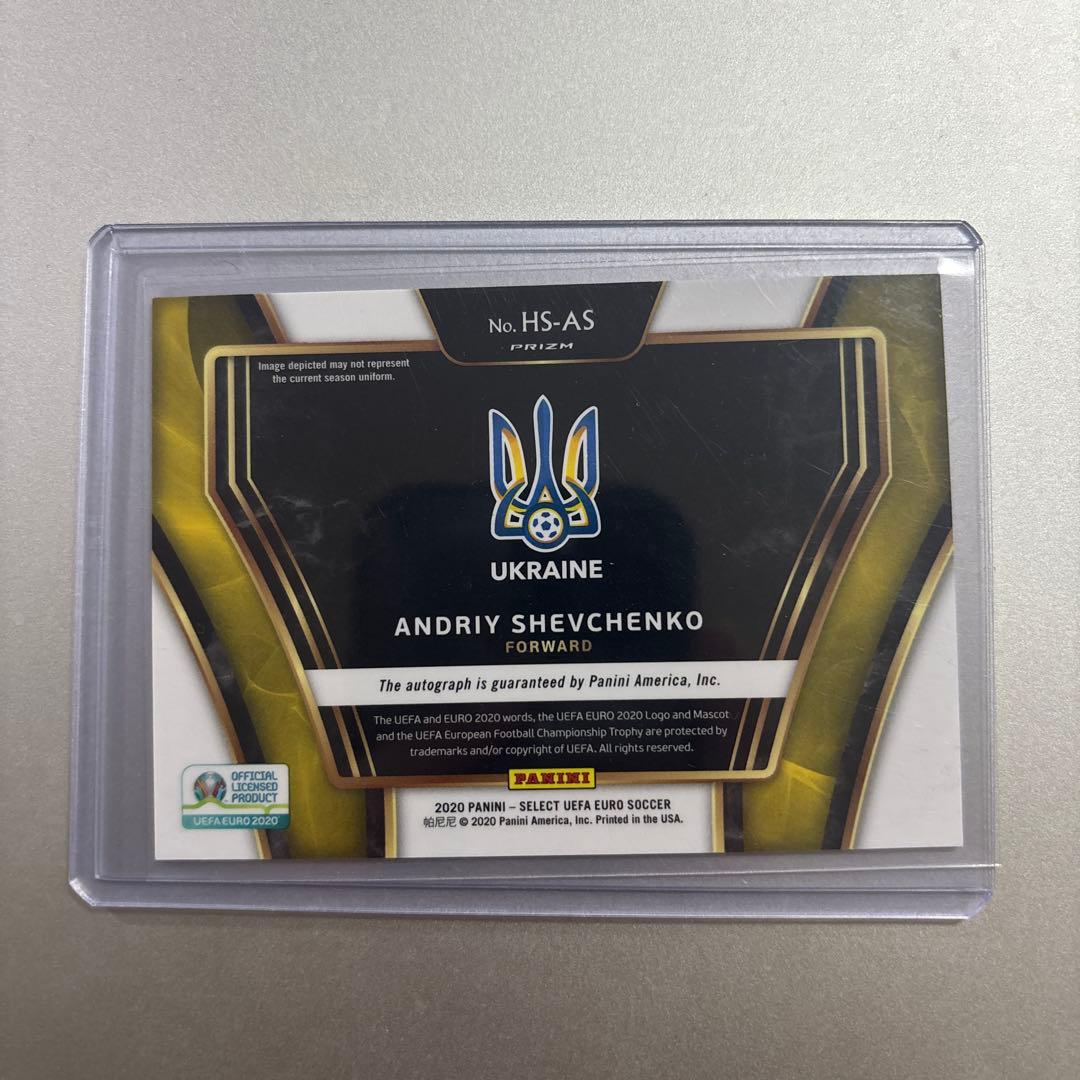 No. HS-AS
PRIZM
Image depicted may not represent
the current season uniform.
UKRAINE
ANDRIY SHEVCHENKO
FORWARD
The autograph is guaranteed by Panini America, Inc.
The UEFA and EURO 2020 words, the UEFA EURO 2020 Logo and Mascot
and the UEFA European Football Championship Trophy are protected by
trademarks and/or copyright of UEFA. All rights reserved.
PANINI
OFFICIAL
LICENSED
PRODUCT
UEFA EURO 2020
2020 PANINI – SELECT UEFA EURO SOCCER
帕尼尼 © 2020 Panini America, Inc. Printed in the USA.